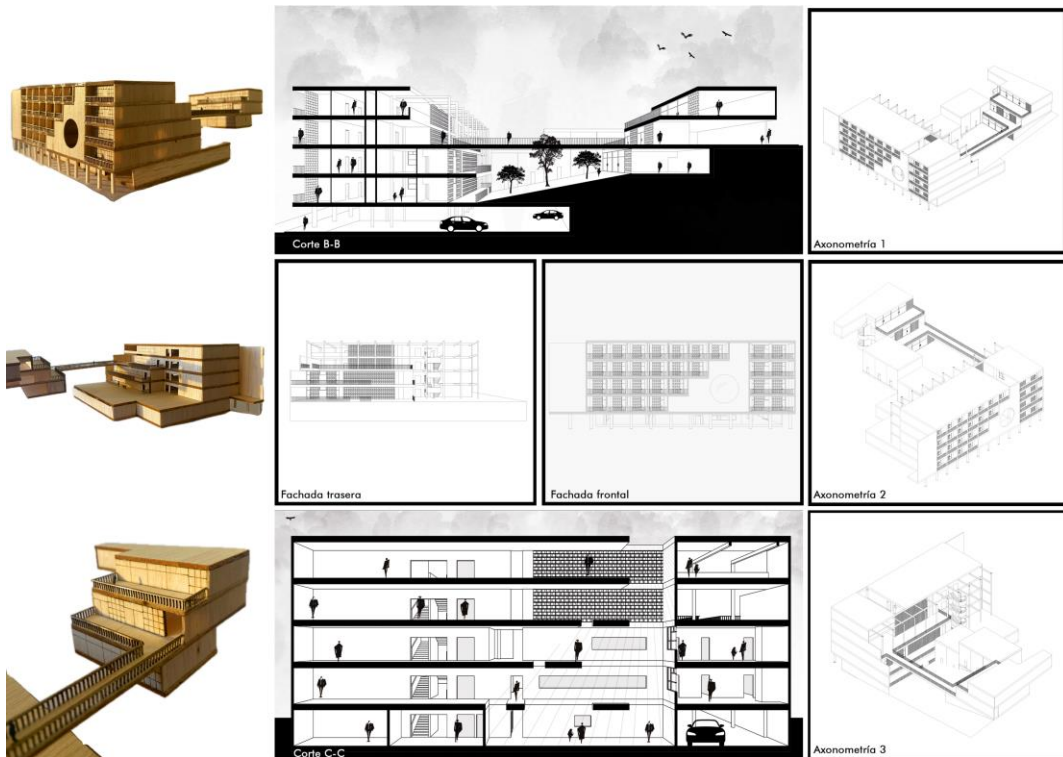 Corte B-B
Axonometría 1
Fachada trasera
Fachada frontal
Axonometría 2
Corte C-C
Axonometría 3